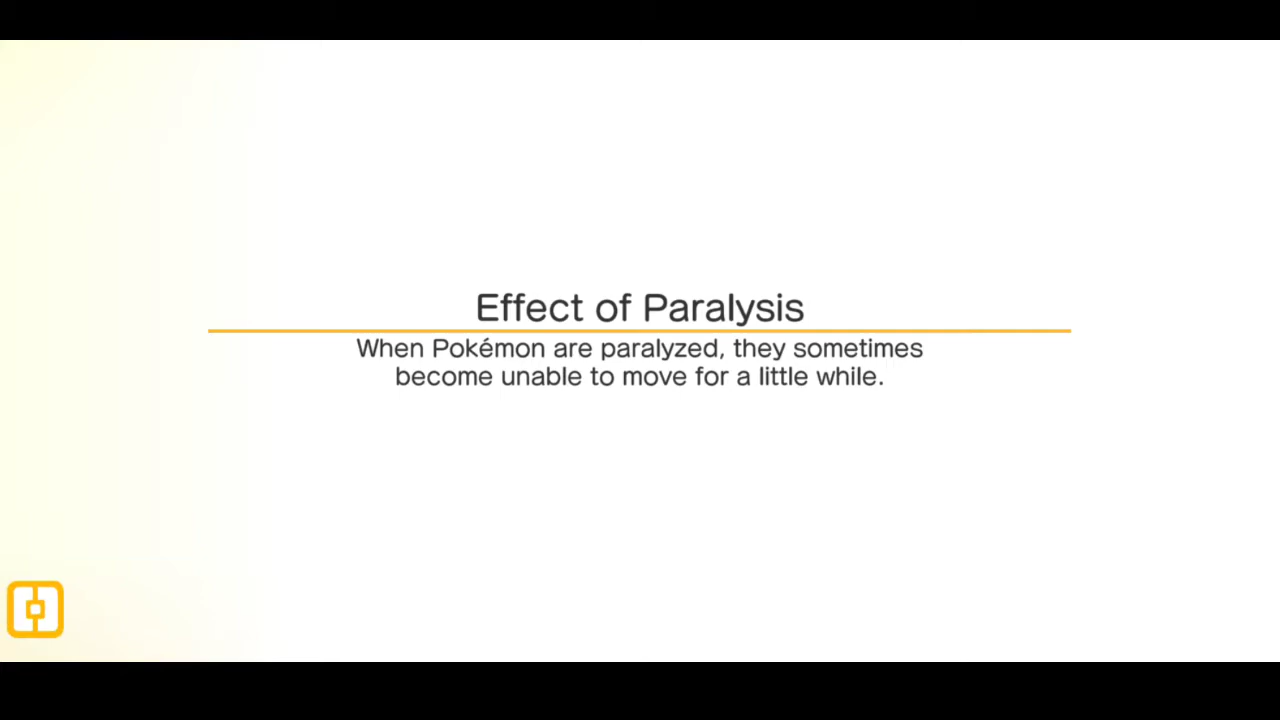 Effect of Paralysis
When Pokémon are paralyzed, they sometimes
become unable to move for a little while.